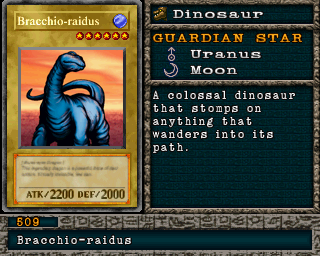 Bracchio-raidus
ATK/2200 DEF/2000
Dinosaur
GUARDIAN STAR
Uranus
Moon
A colossal dinosaur
that stomps on
anything that
wanders into its
path.
509
Bracchio-raidus